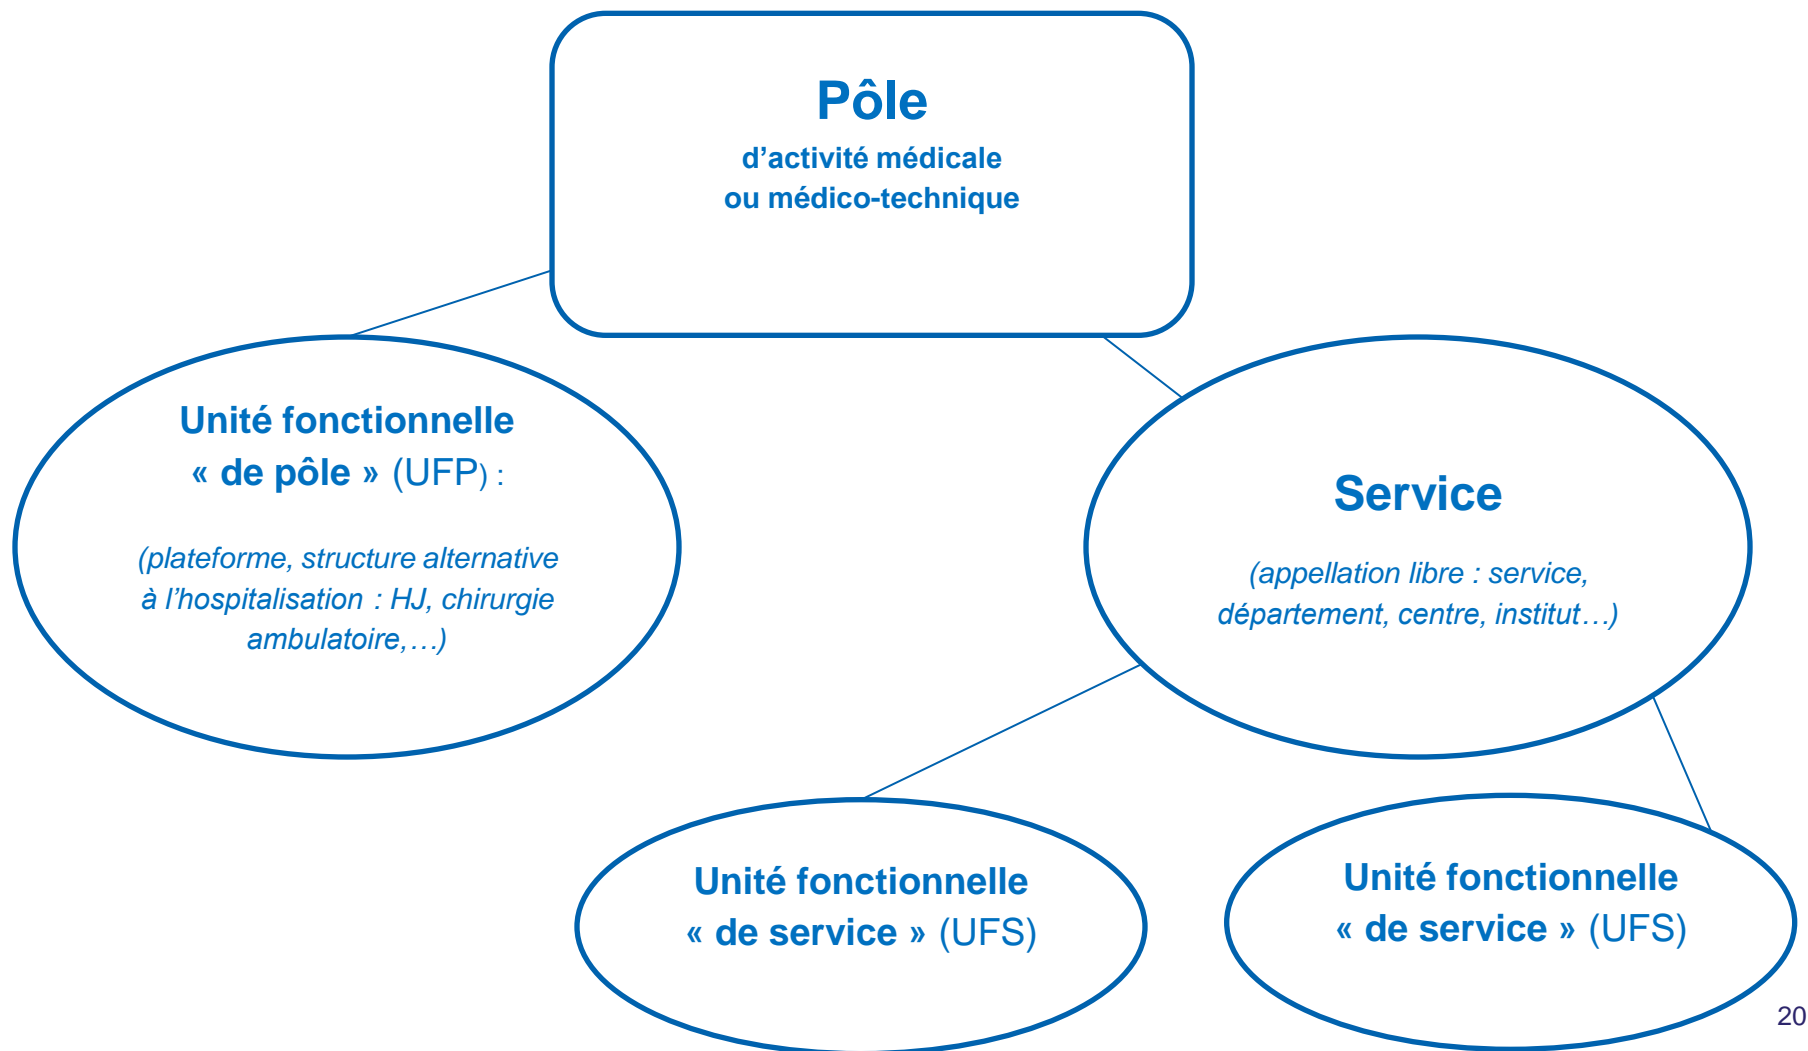 Pôle
d’activité médicale
ou médico-technique
Unité fonctionnelle
« de pôle » (UFP) :
(plateforme, structure alternative
à l’hospitalisation : HJ, chirurgie
ambulatoire,…)
Service
(appellation libre : service,
département, centre, institut…)
Unité fonctionnelle
« de service » (UFS)
Unité fonctionnelle
« de service » (UFS)
20